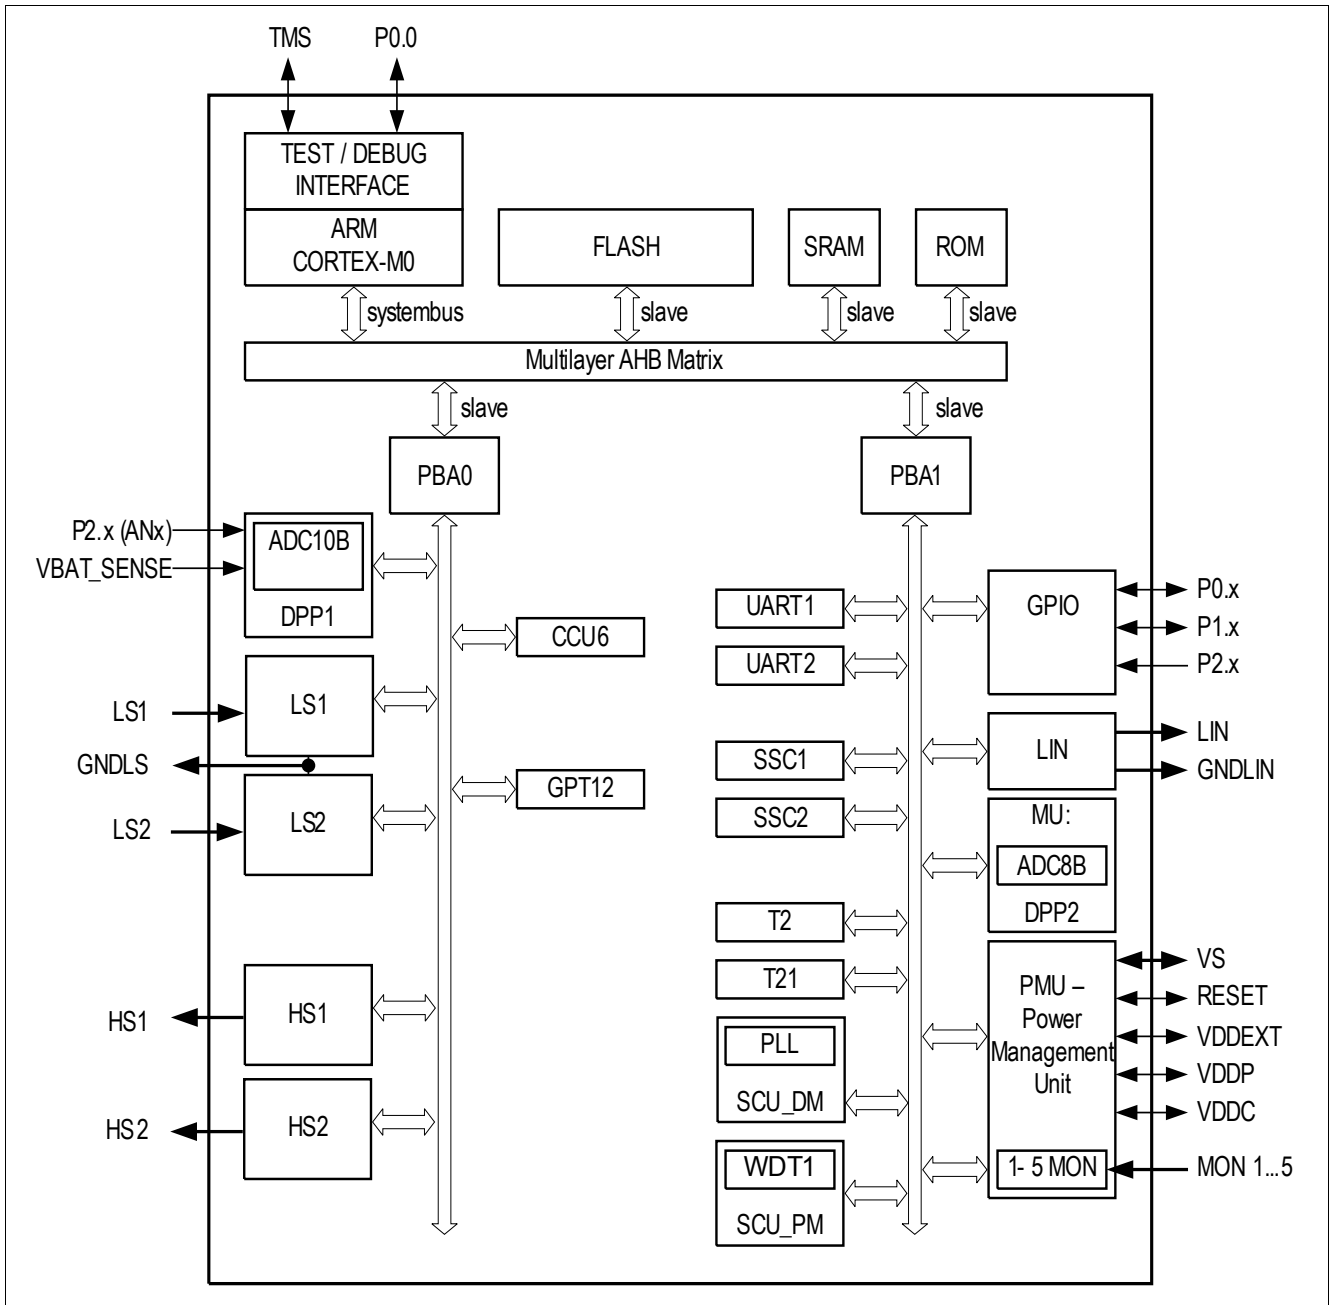 TMS
P0.0
TEST / DEBUG
INTERFACE
ARM
CORTEX-M0
FLASH
SRAM
ROM
systembus
slave
slave
slave
Multilayer AHB Matrix
slave
slave
PBA0
PBA1
P2.x (ANx)
VBAT_SENSE
ADC10B
DPP1
CCU6
LS1
LS1
GNDLS
GPT12
LS2
LS2
HS1
HS1
HS2
HS2
UART1
UART2
SSC1
SSC2
T2
T21
PLL
SCU_DM
WDT1
SCU_PM
GPIO
P0.x
P1.x
P2.x
LIN
LIN
GNDLIN
MU:
ADC8B
DPP2
PMU –
Power
Management
Unit
VS
RESET
VDDEXT
VDDP
VDDC
1- 5 MON
MON 1...5